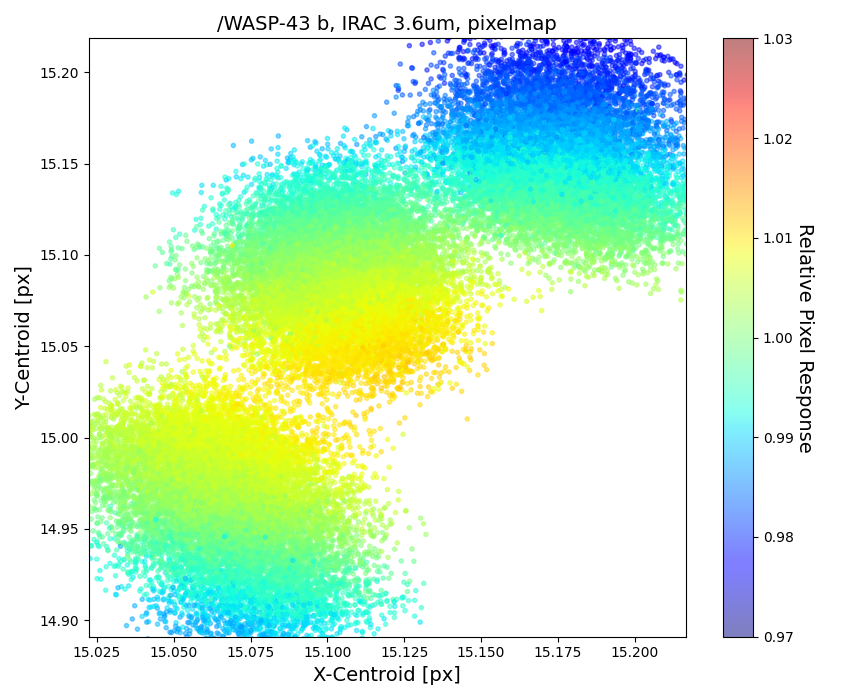 /WASP-43 b, IRAC 3.6um, pixelmap
Y-Centroid [px]
15.20
15.15
15.10
15.05
15.00
14.95
14.90
15.025 15.050 15.075 15.100 15.125 15.150 15.175 15.200
X-Centroid [px]
1.03
1.02
1.01
1.00
0.99
0.98
0.97
Relative Pixel Response